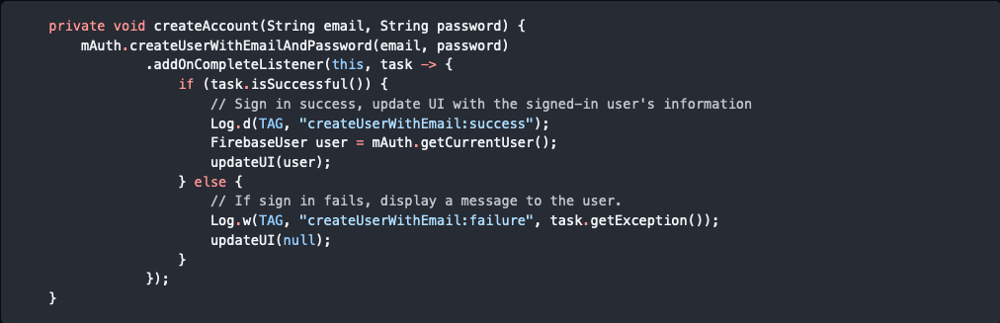 private void createAccount(String email, String password) {
    mAuth.createUserWithEmailAndPassword(email, password)
            .addOnCompleteListener(this, task -> {
                if (task.isSuccessful()) {
                    // Sign in success, update UI with the signed-in user's information
                    Log.d(TAG, "createUserWithEmail:success");
                    FirebaseUser user = mAuth.getCurrentUser();
                    updateUI(user);
                } else {
                    // If sign in fails, display a message to the user.
                    Log.w(TAG, "createUserWithEmail:failure", task.getException());
                    updateUI(null);
                }
            });
}